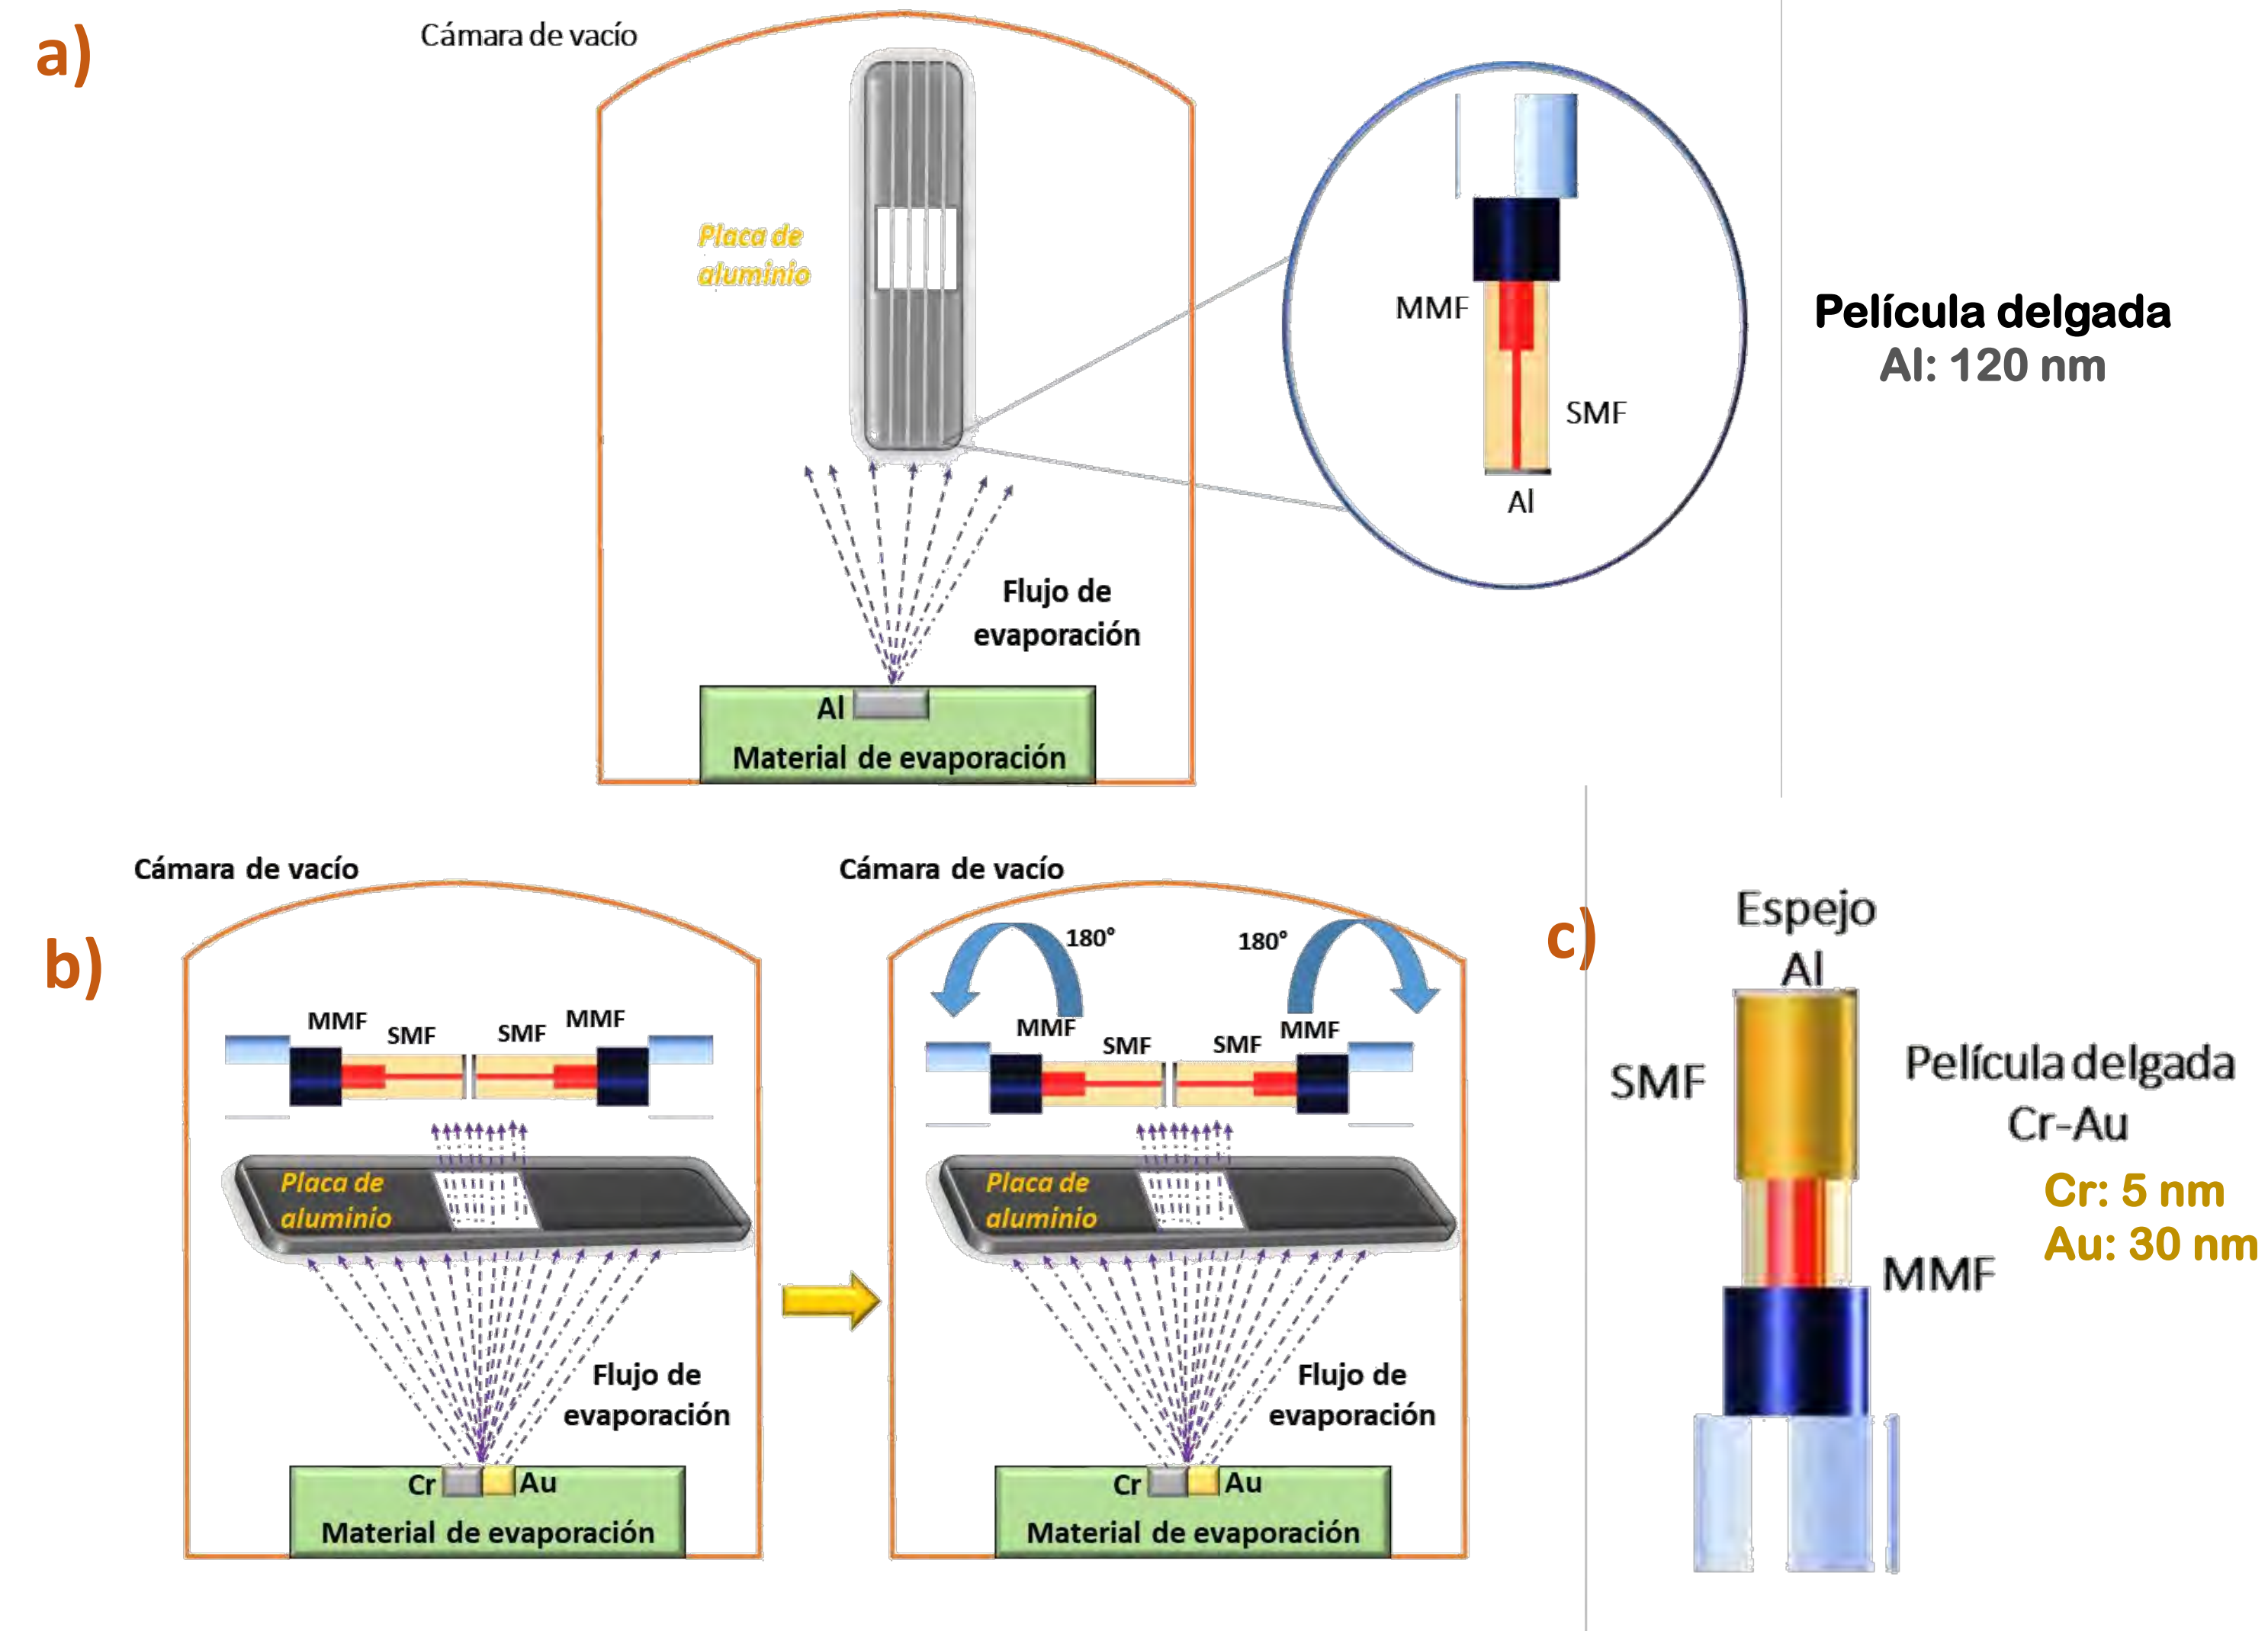 a)
Cámara de vacío
Placa de
aluminio
MMF
SMF
Al
Película delgada
Al: 120 nm
Flujo de
evaporación
Al
Material de evaporación
b)
Cámara de vacío
MMF
SMF
SMF
MMF
Placa de
aluminio
Flujo de
evaporación
Cr
Au
Material de evaporación
Cámara de vacío
180°
180°
MMF
SMF
SMF
MMF
Placa de
aluminio
Flujo de
evaporación
Cr
Au
Material de evaporación
c)
Espejo
Al
SMF
Película delgada
Cr-Au
Cr: 5 nm
Au: 30 nm
MMF